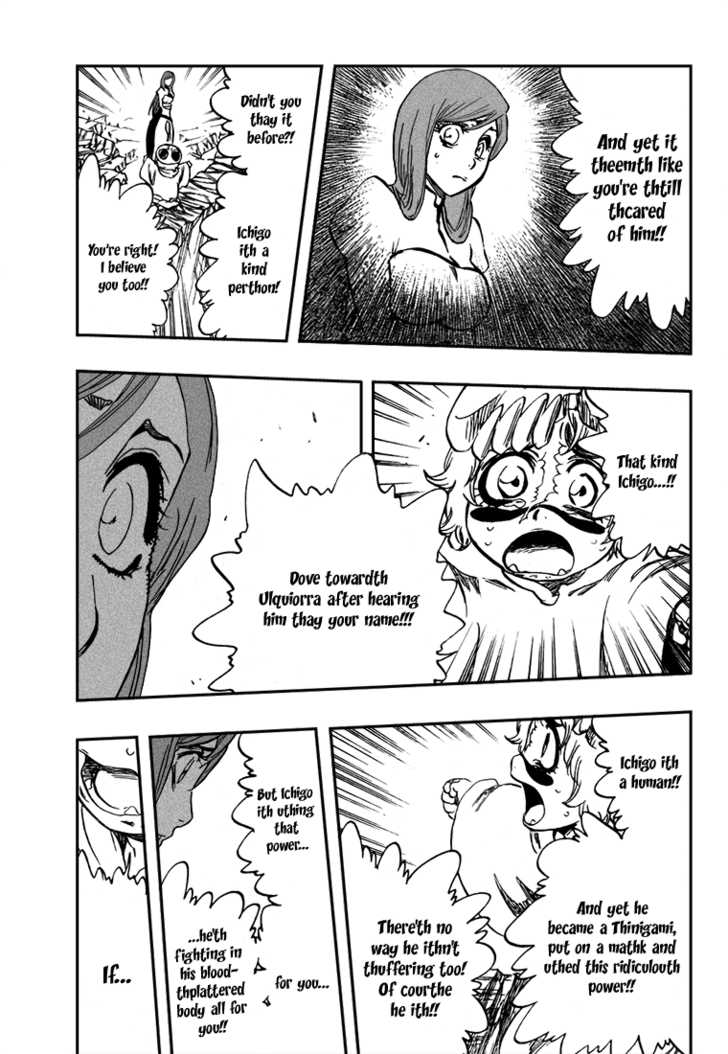 And yet it
theemth like
you're thtill
thcared
of him!!
Didn't you
thay it
before?!
Ichigo
ith a
kind
perthon!
You're right!
I believe
you too!!
That kind
Ichigo...!!
Dove towardth
Ulquiorra after hearing
him thay your name!!!
Ichigo ith
a human!!
And yet he
became a Thinigami,
put on a mathk and
uthed this ridiculouth
power!!
There'th no
way he ithn't
thuffering too!
Of courthe
he ith!!
But Ichigo
ith uthing
that
power...
for you...
...he'th
fighting in
his blood-
thplattered
body all for
you!!
If...